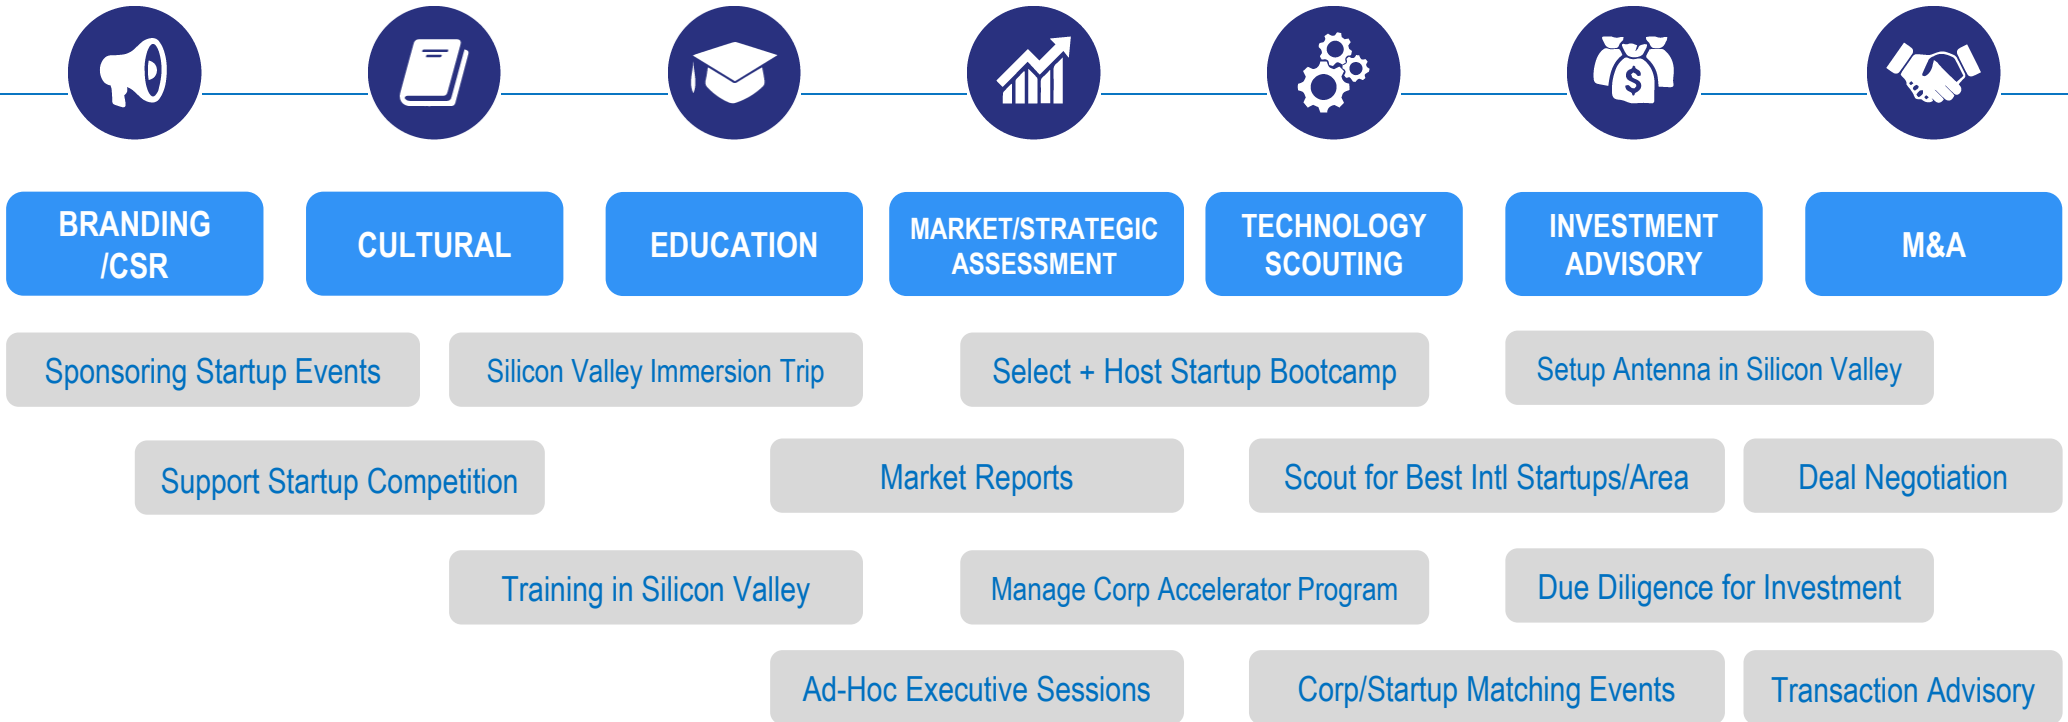 BRANDING
/CSR
CULTURAL
EDUCATION
MARKET/STRATEGIC
ASSESSMENT
TECHNOLOGY
SCOUTING
INVESTMENT
ADVISORY
M&A
Sponsoring Startup Events
Silicon Valley Immersion Trip
Select + Host Startup Bootcamp
Setup Antenna in Silicon Valley
Support Startup Competition
Market Reports
Scout for Best Intl Startups/Area
Deal Negotiation
Training in Silicon Valley
Manage Corp Accelerator Program
Due Diligence for Investment
Ad-Hoc Executive Sessions
Corp/Startup Matching Events
Transaction Advisory
$